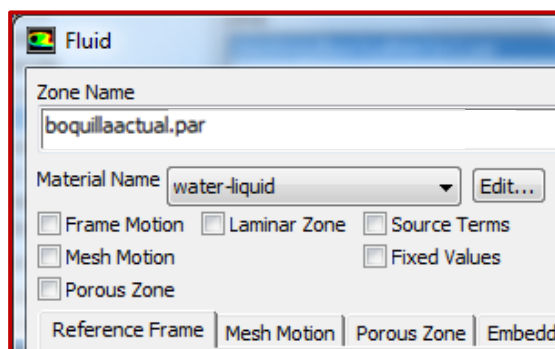 Fluid
Zone Name
boquillaactual.par
Material Name water-liquid Edit...
Frame Motion Laminar Zone Source Terms
Mesh Motion Fixed Values
Porous Zone
Reference Frame Mesh Motion Porous Zone Embedd